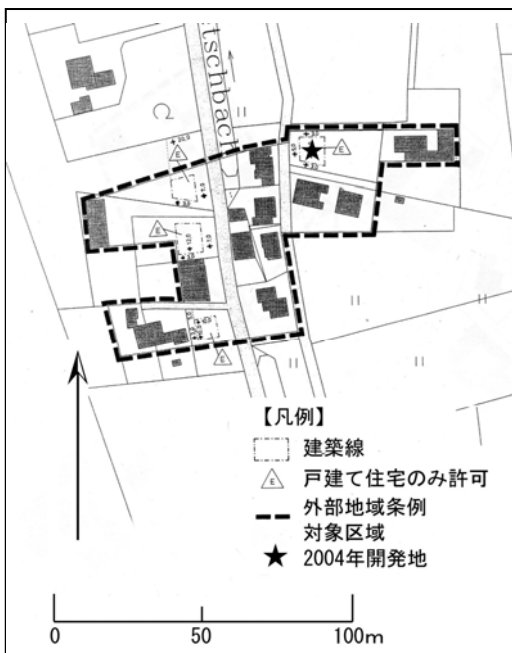 etschbach
E
E
E
E
【凡例】
建築線
E
戸建て住宅のみ許可
外部地域条例
対象区域
2004年開発地
0
50
100m